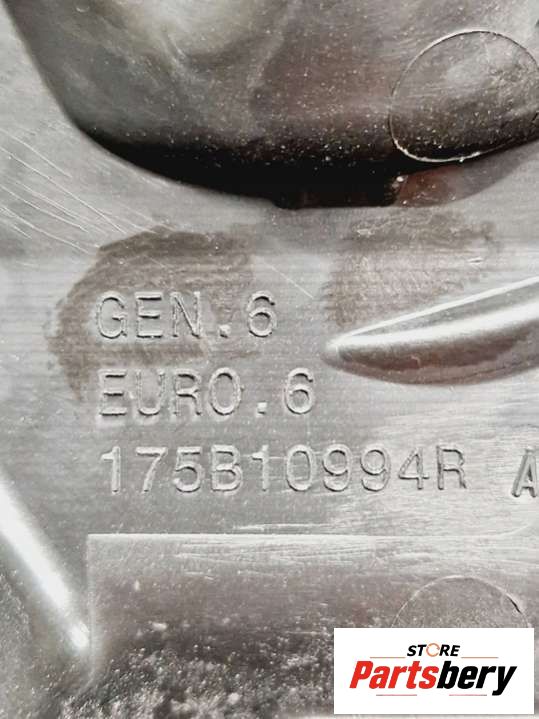 GEN.6
EURO.6
175B10994R A
STORE
Partsbery